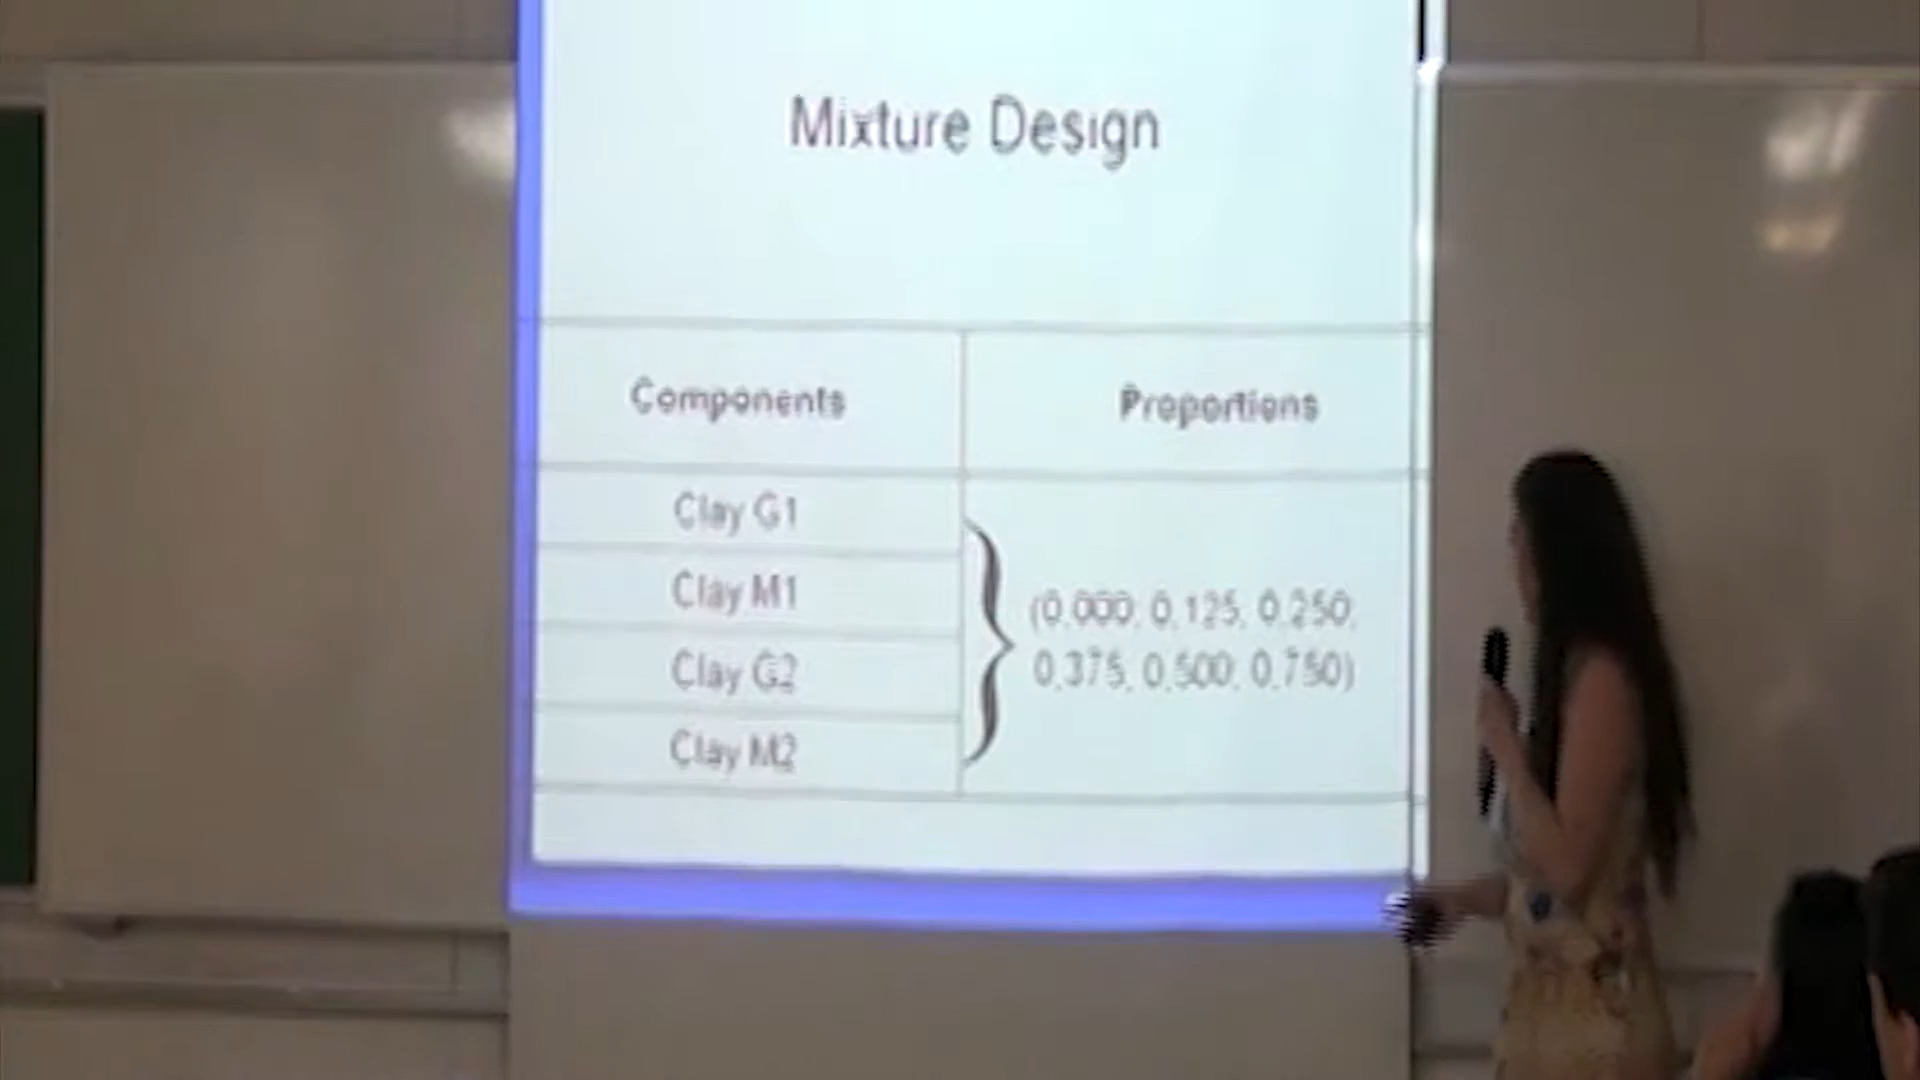 Mixture Design
Components
Proportions
Clay G1
Clay M1
Clay G2
Clay M2
(0.000; 0.125, 0.250;
0.375, 0.500; 0.750)